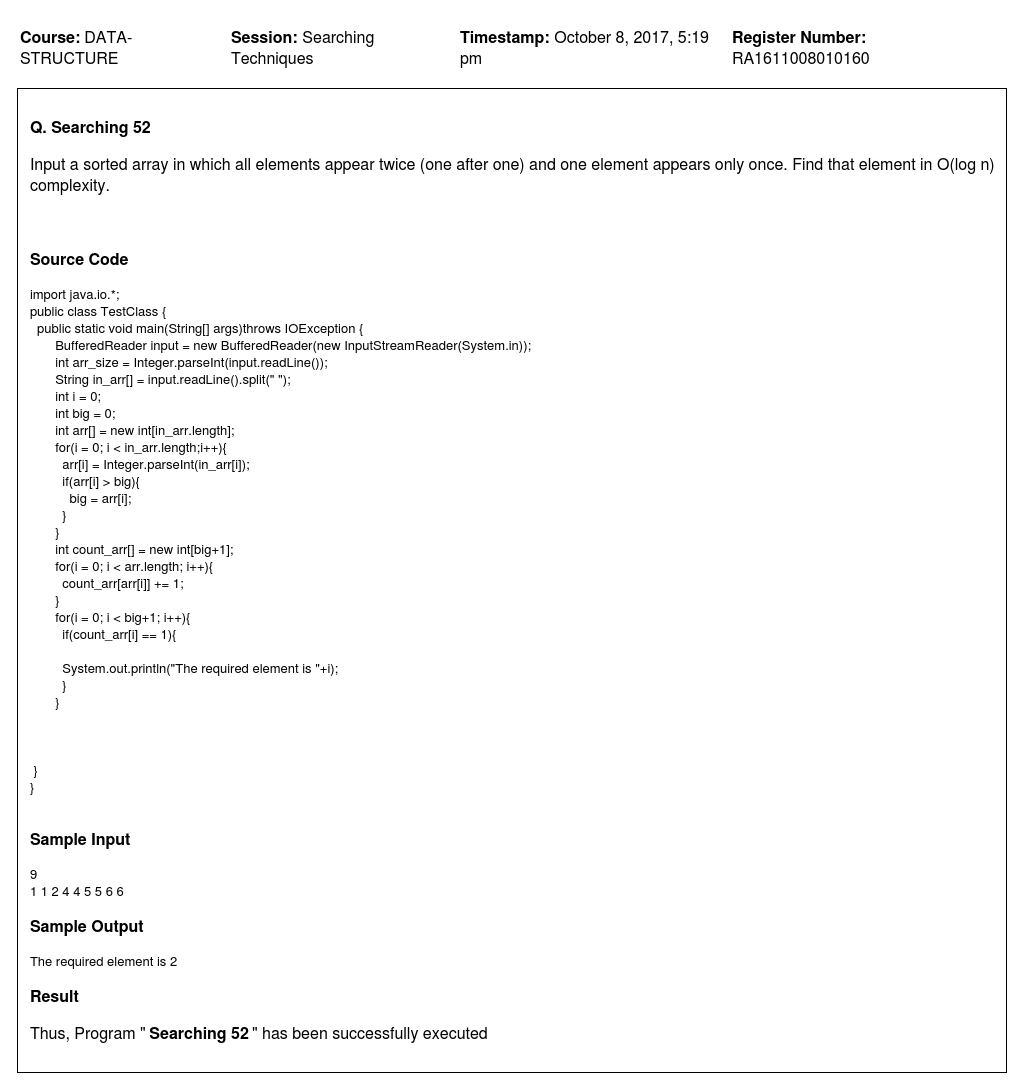 Course: DATA- Session: Searching Timestamp: October 8, 2017, 5:19 Register Number:
STRUCTURE Techniques pm RA1611008010160
Q. Searching 52
Input a sorted array in which all elements appear twice (one after one) and one element appears only once. Find that element in O(log n)
complexity.
Source Code
import java.io.*;
public class TestClass {
public static void main(String[] args)throws IOException {
BufferedReader input = new BufferedReader(new InputStreamReader(System.in));
int arr_size = Integer.parseInt(input.readLine());
String in_arr[] = input.readLine().split(" ");
int i = 0;
int big = 0;
int arr[] = new int[in_arr.length];
for(i = 0; i < in_arr.length;i++){
arr[i] = Integer.parseInt(in_arr[i]);
if(arr[i] > big){
big = arr[i];
}
}
int count_arr[] = new int[big+1];
for(i = 0; i < arr.length; i++){
count_arr[arr[i]] += 1;
}
for(i = 0; i < big+1; i++){
if(count_arr[i] == 1){
System.out.println("The required element is "+i);
}
}
}
}
Sample Input
9
1 1 2 4 4 5 5 6 6
Sample Output
The required element is 2
Result
Thus, Program " Searching 52 " has been successfully executed